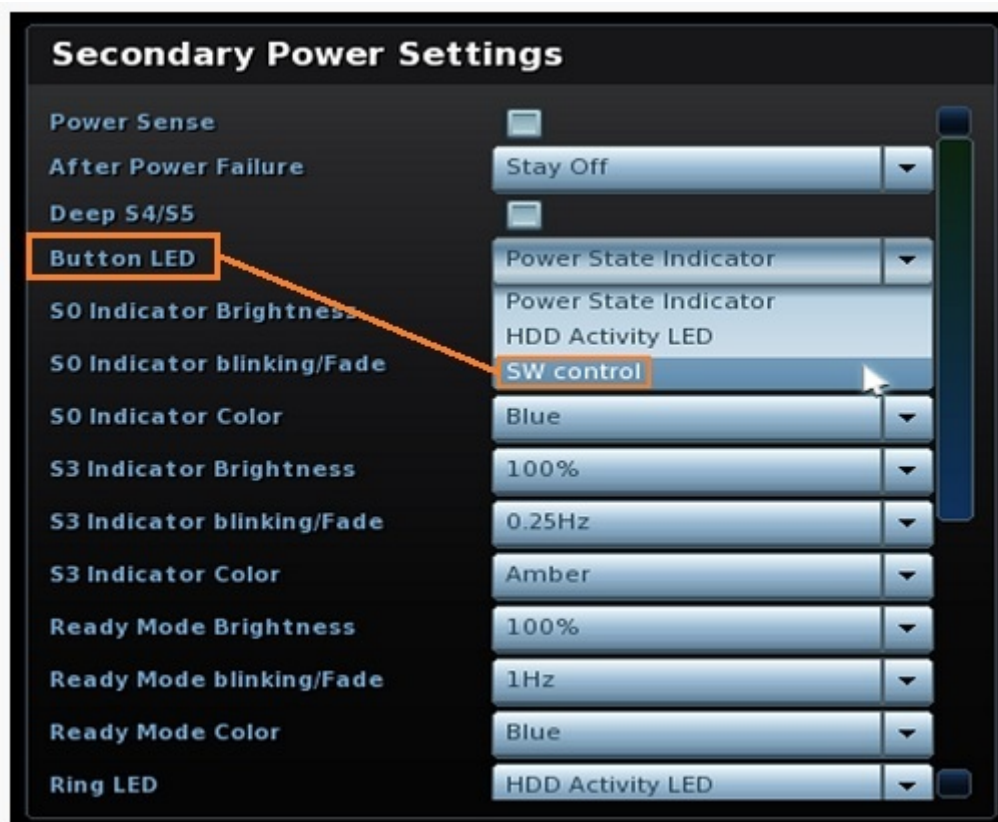 Secondary Power Settings
Power Sense
After Power Failure Stay Off
Deep S4/S5
Button LED Power State Indicator
Power State Indicator
S0 Indicator Brightness
HDD Activity LED
S0 Indicator blinking/Fade SW control
S0 Indicator Color Blue
S3 Indicator Brightness 100%
S3 Indicator blinking/Fade 0.25Hz
S3 Indicator Color Amber
Ready Mode Brightness 100%
Ready Mode blinking/Fade 1Hz
Ready Mode Color Blue
Ring LED HDD Activity LED